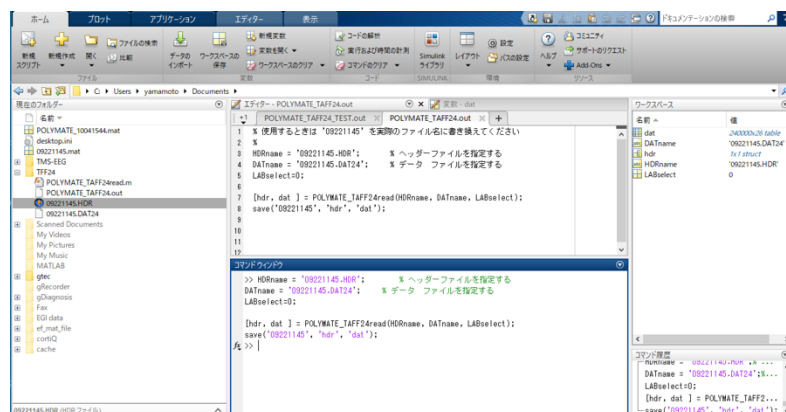 ホーム プロット アプリケーション エディター 表示
ドキュメンテーションの検索
新規スクリプト
新規作成
開く
ファイルの検索
比較
データのインポート
ワークスペースの保存
新規変数
変数を開く
ワークスペースのクリア
コードの解析
実行および時間の計測
コマンドのクリア
Simulink ライブラリ
レイアウト
設定
パスの設定
ヘルプ
コミュニティ
サポートのリクエスト
Add-Ons
ファイル 変数 コード SIMULINK 環境 リソース
C: Users yamamoto Documents
現在のフォルダー
名前
POLYMATE_10041544.mat
desktop.ini
09221145.mat
TMS-EEG
TFF24
POLYMATE_TAFF24read.m
POLYMATE_TAFF24.out
09221145.HDR
09221145.DAT24
Scanned Documents
My Videos
My Pictures
My Music
MATLAB
gtec
gRecorder
gDiagnosis
Fax
EGI data
ef_mat_file
cortiQ
cache
09221145.HDR (HDR ファイル)
エディター - POLYMATE_TAFF24.out 変数 - dat
POLYMATE_TAFF24_TEST.out POLYMATE_TAFF24.out
1 % 使用するときは '09221145' を実際のファイル名に書き換えてください
2 %
3 HDRname = '09221145.HDR'; % ヘッダーファイルを指定する
4 DATname = '09221145.DAT24'; % データ ファイルを指定する
5 LABselect=0;
6
7 [hdr, dat ] = POLYMATE_TAFF24read(HDRname, DATname, LABselect);
8 save('09221145', 'hdr', 'dat');
9
10
11
12
コマンド ウィンドウ
>> HDRname = '09221145.HDR'; % ヘッダーファイルを指定する
DATname = '09221145.DAT24'; % データ ファイルを指定する
LABselect=0;
[hdr, dat ] = POLYMATE_TAFF24read(HDRname, DATname, LABselect);
save('09221145', 'hdr', 'dat');
fx >>
ワークスペース
名前 値
dat 240000x26 table
DATname '09221145.DAT24'
hdr 1x1 struct
HDRname '09221145.HDR'
LABselect 0
コマンド履歴
HDRname = '09221145.HDR';% ...
DATname = '09221145.DAT24';%...
LABselect=0;
[hdr, dat ] = POLYMATE_TAFF2...
save('09221145', 'hdr', 'dat');